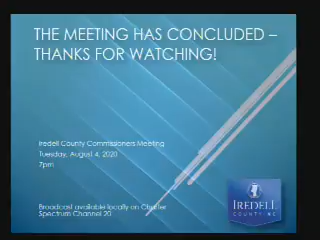 THE MEETING HAS CONCLUDED –
THANKS FOR WATCHING!
Iredell County Commissioners Meeting
Tuesday, August 4, 2020
7pm
Broadcast available locally on Charter
Spectrum Channel 20
IREDELL
COUNTY NC